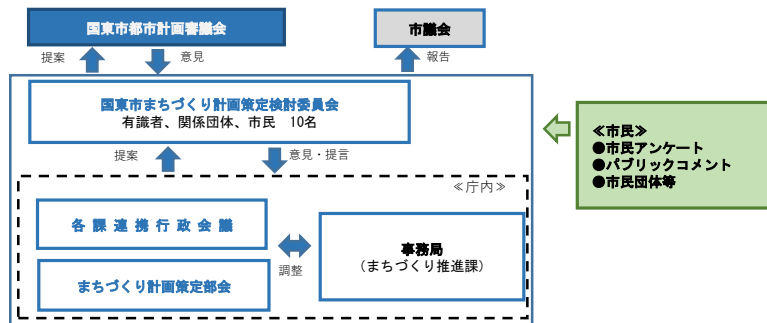 国東市都市計画審議会
市議会
提案
意見
報告
国東市まちづくり計画策定検討委員会
有識者、関係団体、市民 10名
≪市民≫
●市民アンケート
●パブリックコメント
●市民団体等
提案
意見・提言
≪庁内≫
各課連携行政会議
事務局
(まちづくり推進課)
調整
まちづくり計画策定部会